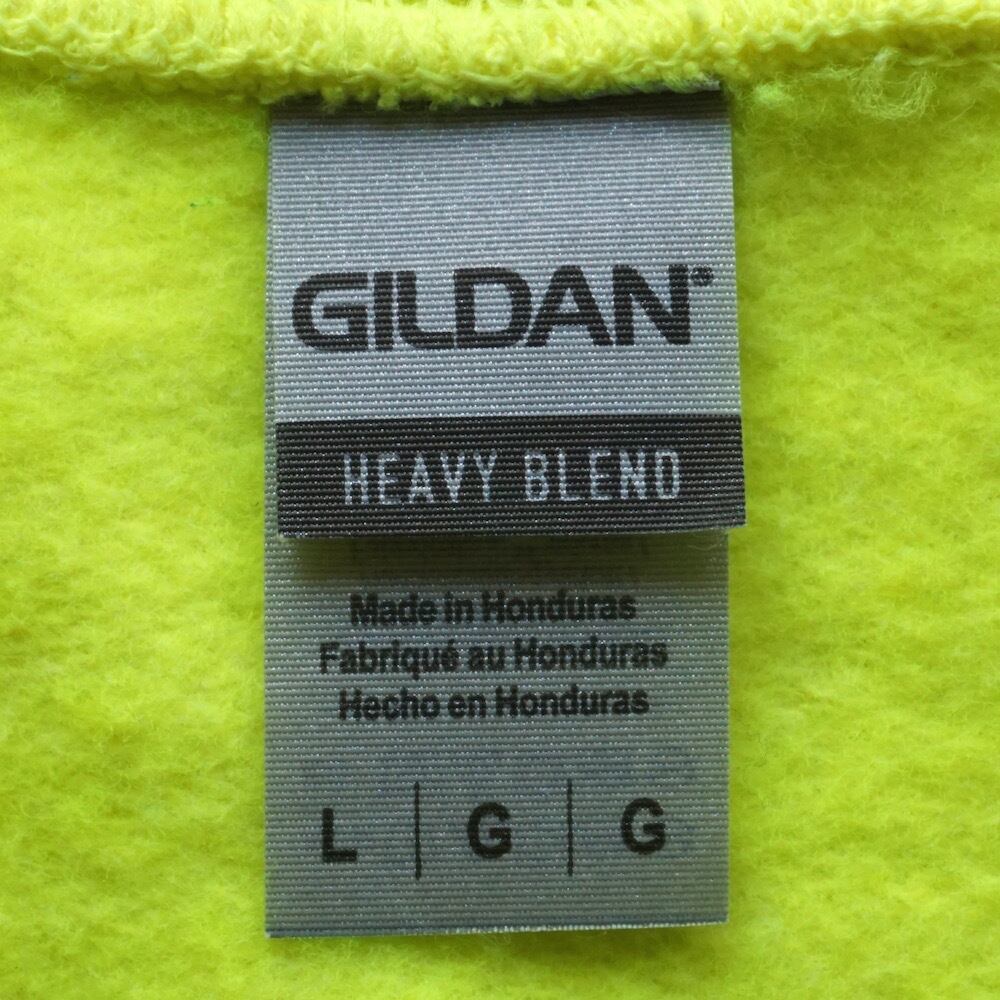 GILDAN®
HEAVY BLEND
Made in Honduras
Fabriqué au Honduras
Hecho en Honduras
L | G | G